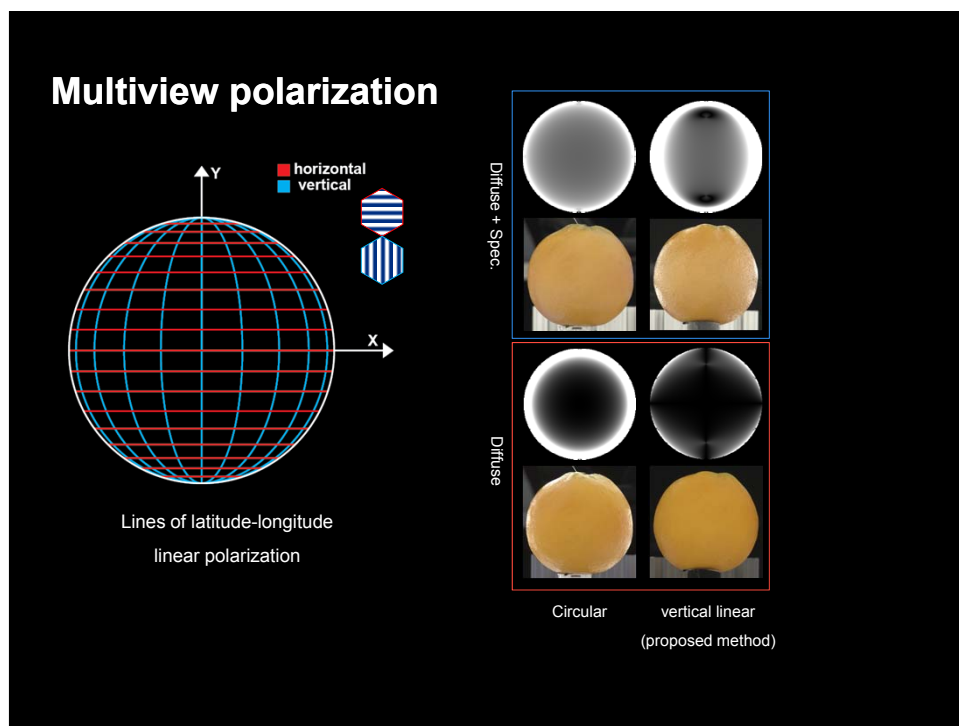 Multiview polarization
Y
horizontal
vertical
X
Lines of latitude-longitude
linear polarization
Diffuse + Spec.
Diffuse
Circular
vertical linear
(proposed method)